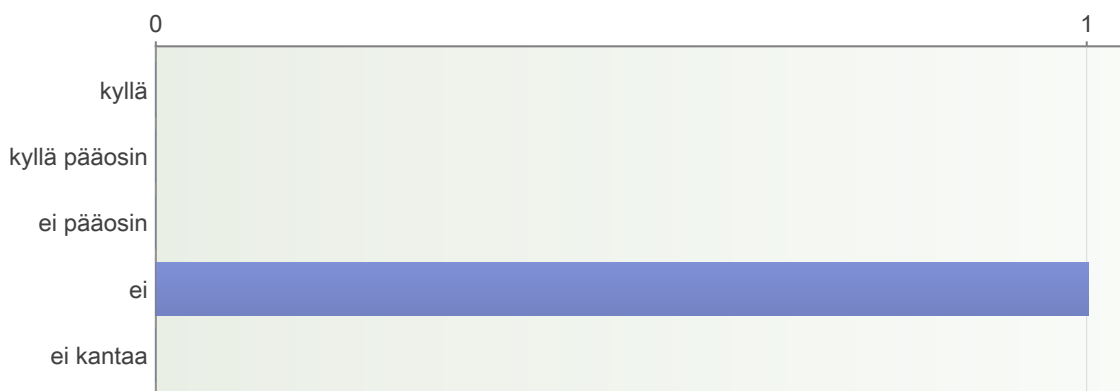 0 1
kyllä
kyllä pääosin
ei pääosin
ei
ei kantaa